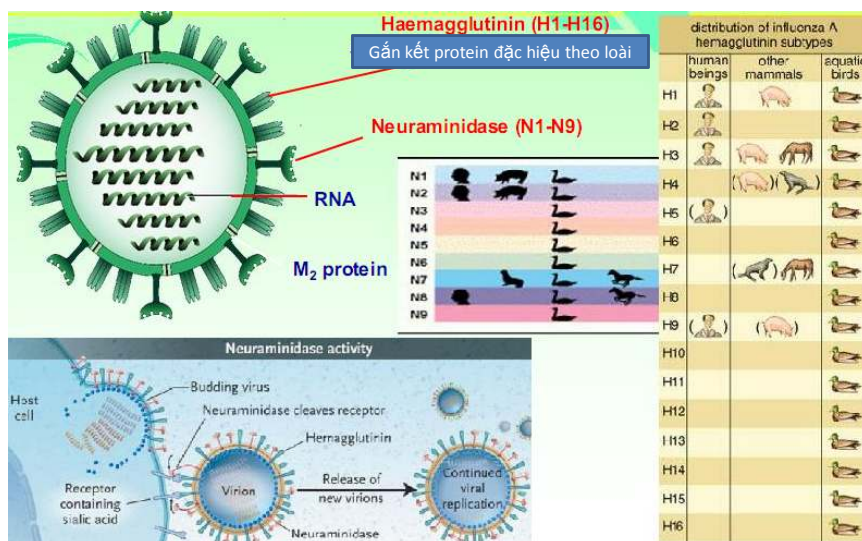 Haemagglutinin (H1-H16)
Gắn kết protein đặc hiệu theo loài
Neuraminidase (N1-N9)
RNA
M2 protein
N1
N2
N3
N4
N5
N6
N7
N8
N9
distribution of influenza A
hemagglutinin subtypes
human
beings
other
mammals
aquatic
birds
H1
H2
H3
H4
H5
H6
H7
H8
H9
H10
H11
H12
H13
H14
H15
H16
Neuraminidase activity
Budding virus
Host
cell
Neuraminidase cleaves receptor
Hemagglutinin
Virion
Release of
new virions
Continued
viral
replication
Receptor
containing
sialic acid
Neuraminidase